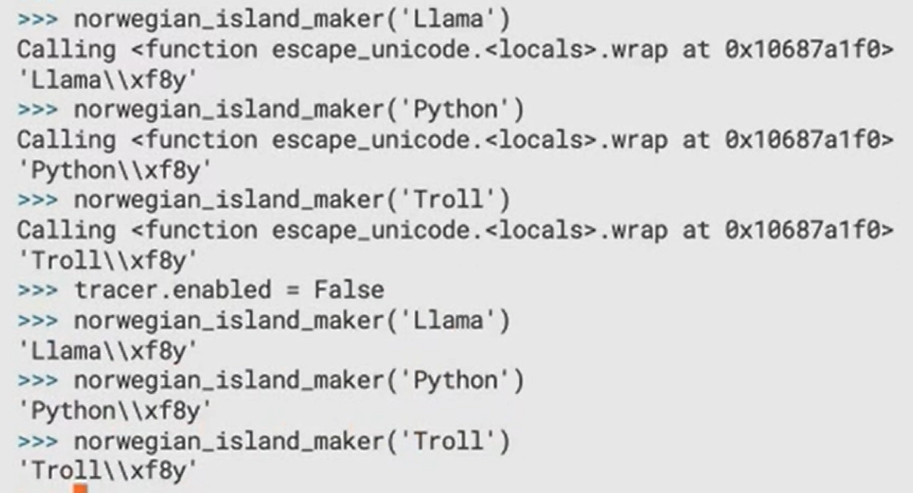 >>> norwegian_island_maker('Llama')
Calling <function escape_unicode.<locals>.wrap at 0x10687a1f0>
'Llama\\xf8y'
>>> norwegian_island_maker('Python')
Calling <function escape_unicode.<locals>.wrap at 0x10687a1f0>
'Python\\xf8y'
>>> norwegian_island_maker('Troll')
Calling <function escape_unicode.<locals>.wrap at 0x10687a1f0>
'Troll\\xf8y'
>>> tracer.enabled = False
>>> norwegian_island_maker('Llama')
'Llama\\xf8y'
>>> norwegian_island_maker('Python')
'Python\\xf8y'
>>> norwegian_island_maker('Troll')
'Troll\\xf8y'